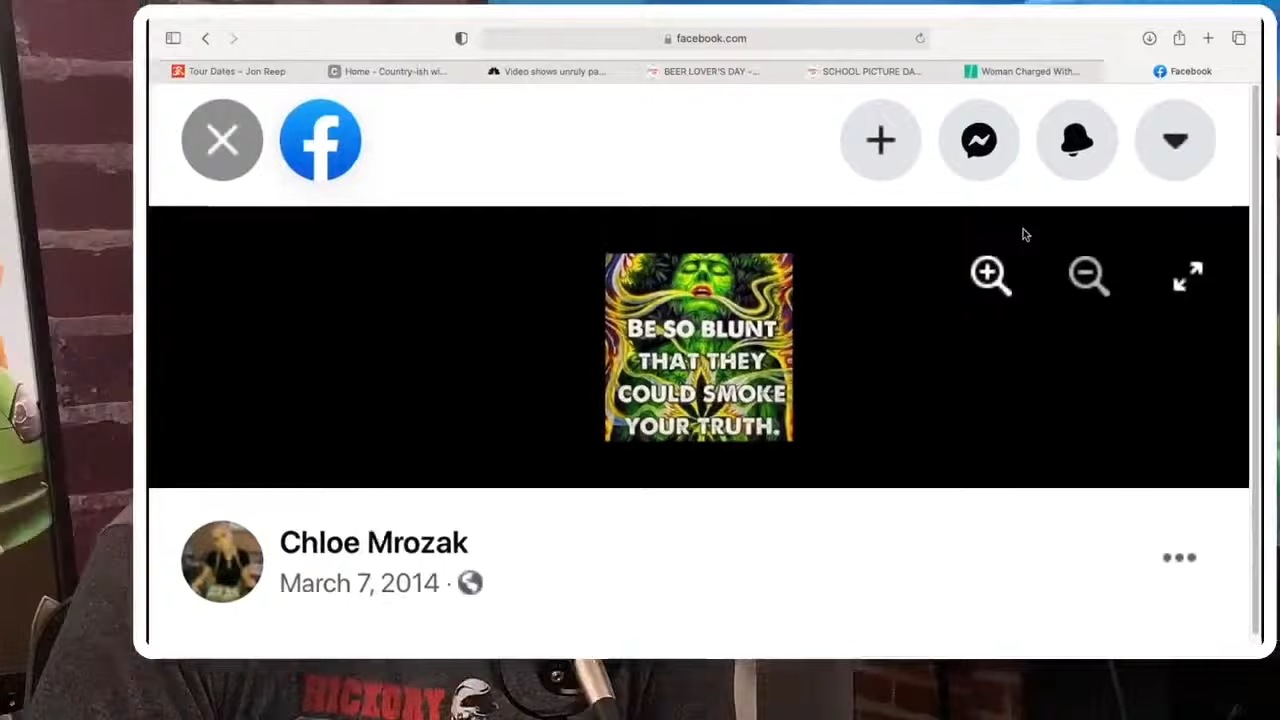 facebook.com
Tour Dates – Jon Reep
Home – Country-ish wi...
Video shows unruly pa...
BEER LOVER'S DAY –...
SCHOOL PICTURE DA...
Woman Charged With...
Facebook
BE SO BLUNT
THAT THEY
COULD SMOKE
YOUR TRUTH.
Chloe Mrozak
March 7, 2014 ·
HICKORY